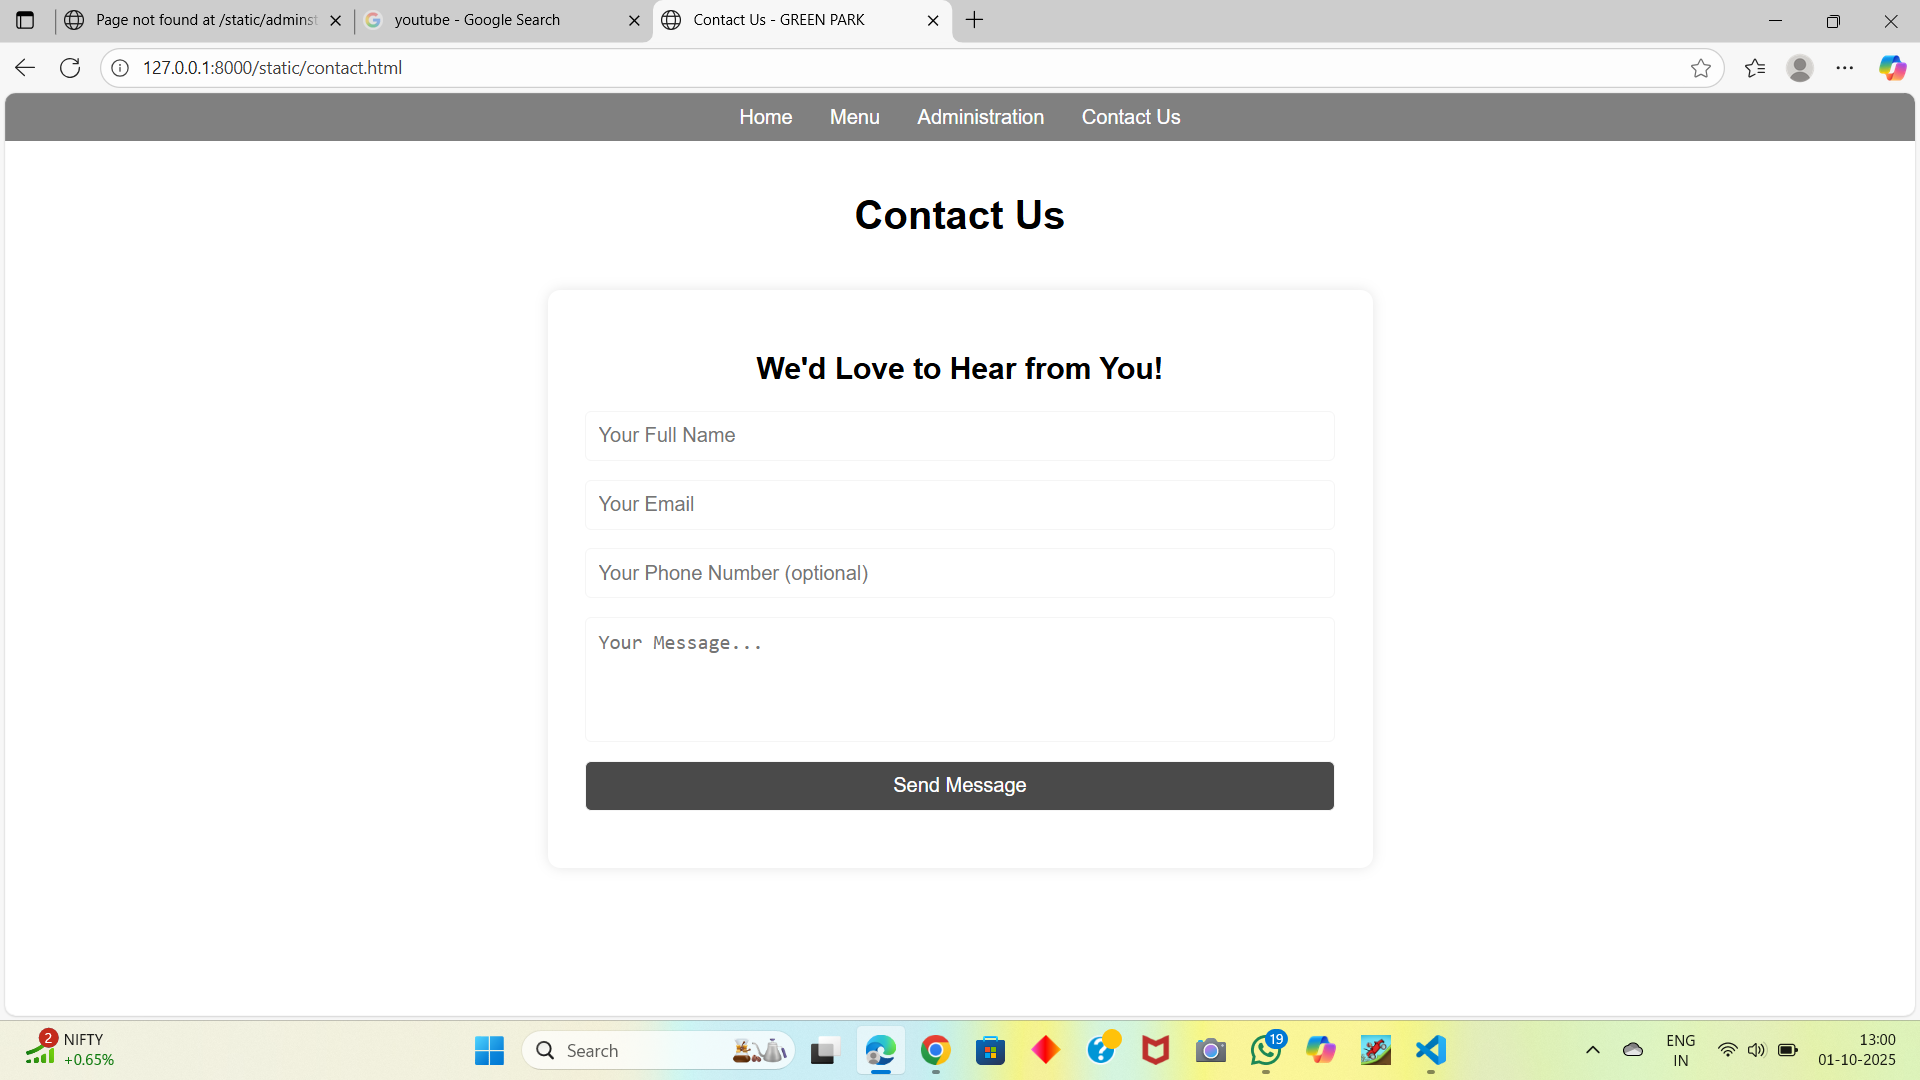 Page not found at /static/adminst
youtube - Google Search
Contact Us - GREEN PARK
127.0.0.1:8000/static/contact.html
Home Menu Administration Contact Us
Contact Us
We'd Love to Hear from You!
Your Full Name
Your Email
Your Phone Number (optional)
Your Message...
Send Message
2 NIFTY
+0.65%
Search
19
ENG
IN
13:00
01-10-2025